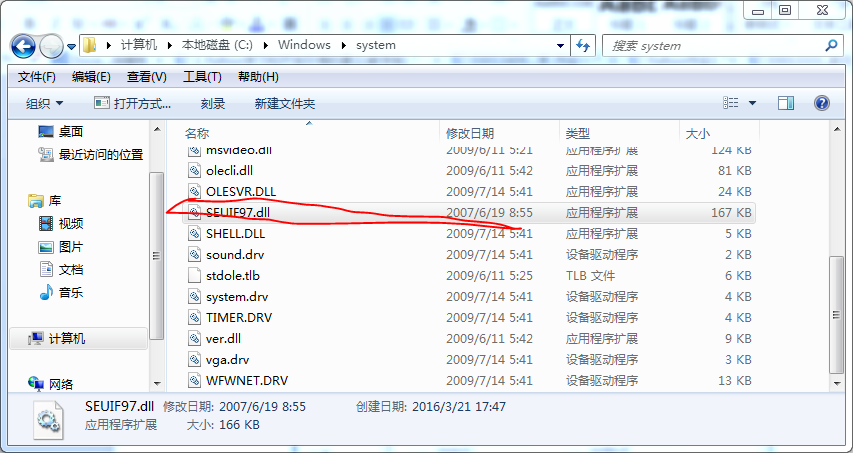 计算机 本地磁盘 (C:) Windows system 搜索 system
文件(F) 编辑(E) 查看(V) 工具(T) 帮助(H)
组织 打开方式... 刻录 新建文件夹
桌面
最近访问的位置
库
视频
图片
文档
音乐
计算机
网络
名称 修改日期 类型 大小
msvideo.dll 2009/6/11 5:21 应用程序扩展 124 KB
olecli.dll 2009/6/11 5:42 应用程序扩展 81 KB
OLESVR.DLL 2009/7/14 5:41 应用程序扩展 24 KB
SEUIF97.dll 2007/6/19 8:55 应用程序扩展 167 KB
SHELL.DLL 2009/7/14 5:41 应用程序扩展 5 KB
sound.drv 2009/7/14 5:41 设备驱动程序 2 KB
stdole.tlb 2009/6/11 5:25 TLB 文件 6 KB
system.drv 2009/7/14 5:41 设备驱动程序 4 KB
TIMER.DRV 2009/7/14 5:41 设备驱动程序 4 KB
ver.dll 2009/6/11 5:42 应用程序扩展 9 KB
vga.drv 2009/7/14 5:41 设备驱动程序 3 KB
WFWNET.DRV 2009/7/14 5:41 设备驱动程序 13 KB
SEUIF97.dll 修改日期: 2007/6/19 8:55 创建日期: 2016/3/21 17:47
应用程序扩展 大小: 166 KB